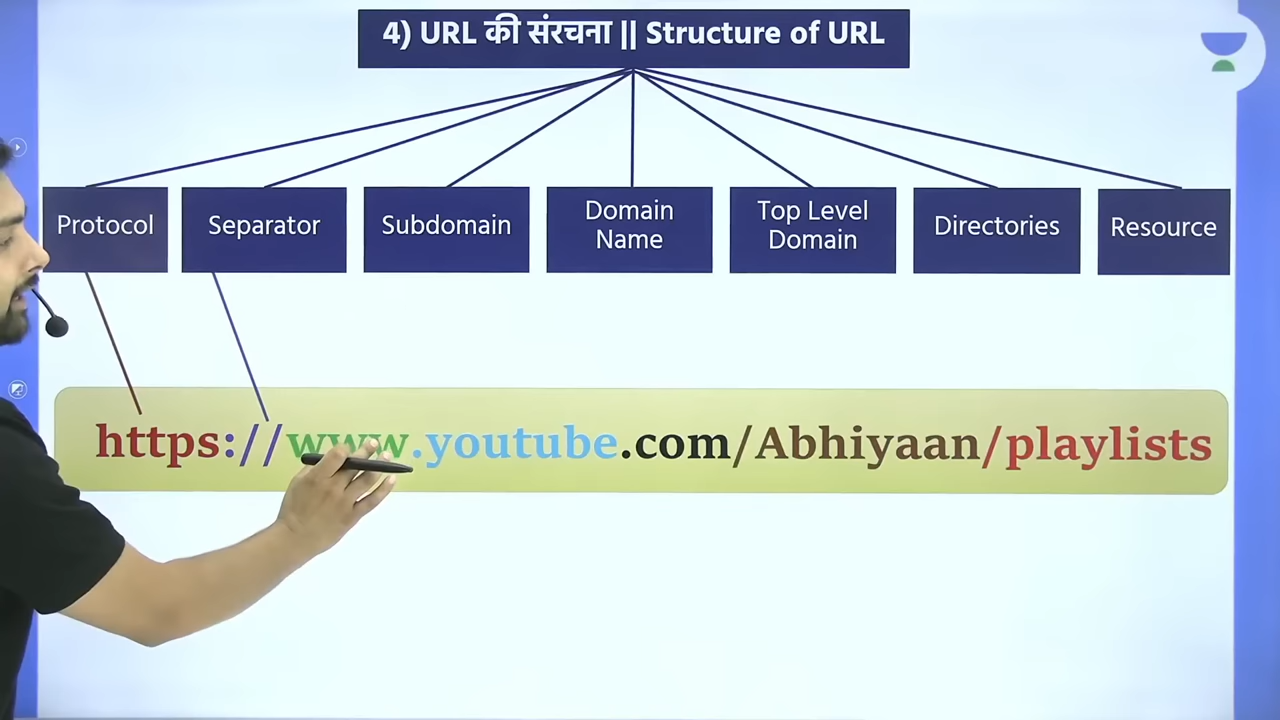 4) URL की संरचना || Structure of URL
Protocol
Separator
Subdomain
Domain
Name
Top Level
Domain
Directories
Resource
https://www.youtube.com/Abhiyaan/playlists